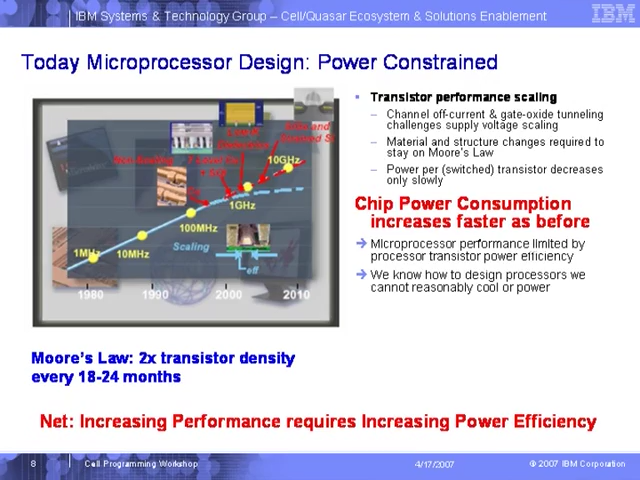 IBM Systems & Technology Group – Cell/Quasar Ecosystem & Solutions Enablement
IBM
Today Microprocessor Design: Power Constrained
• Transistor performance scaling
– Channel off-current & gate-oxide tunneling
challenges supply voltage scaling
– Material and structure changes required to
stay on Moore's Law
– Power per (switched) transistor decreases
only slowly
Chip Power Consumption
increases faster as before
➔ Microprocessor performance limited by
processor transistor power efficiency
➔ We know how to design processors we
cannot reasonably cool or power
10GHz
1GHz
100MHz
10MHz
1MHz
Scaling
eff
1980 1990 2000 2010
Moore's Law: 2x transistor density
every 18-24 months
Net: Increasing Performance requires Increasing Power Efficiency
8 Cell Programming Workshop 4/17/2007 © 2007 IBM Corporation